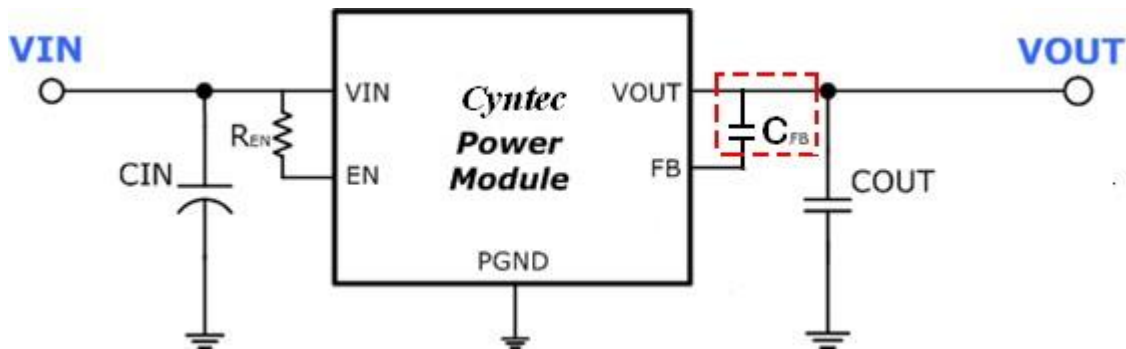 VIN
VOUT
VIN
Cyntec
VOUT
REN
Power
CFB
CIN
EN
Module
FB
COUT
PGND